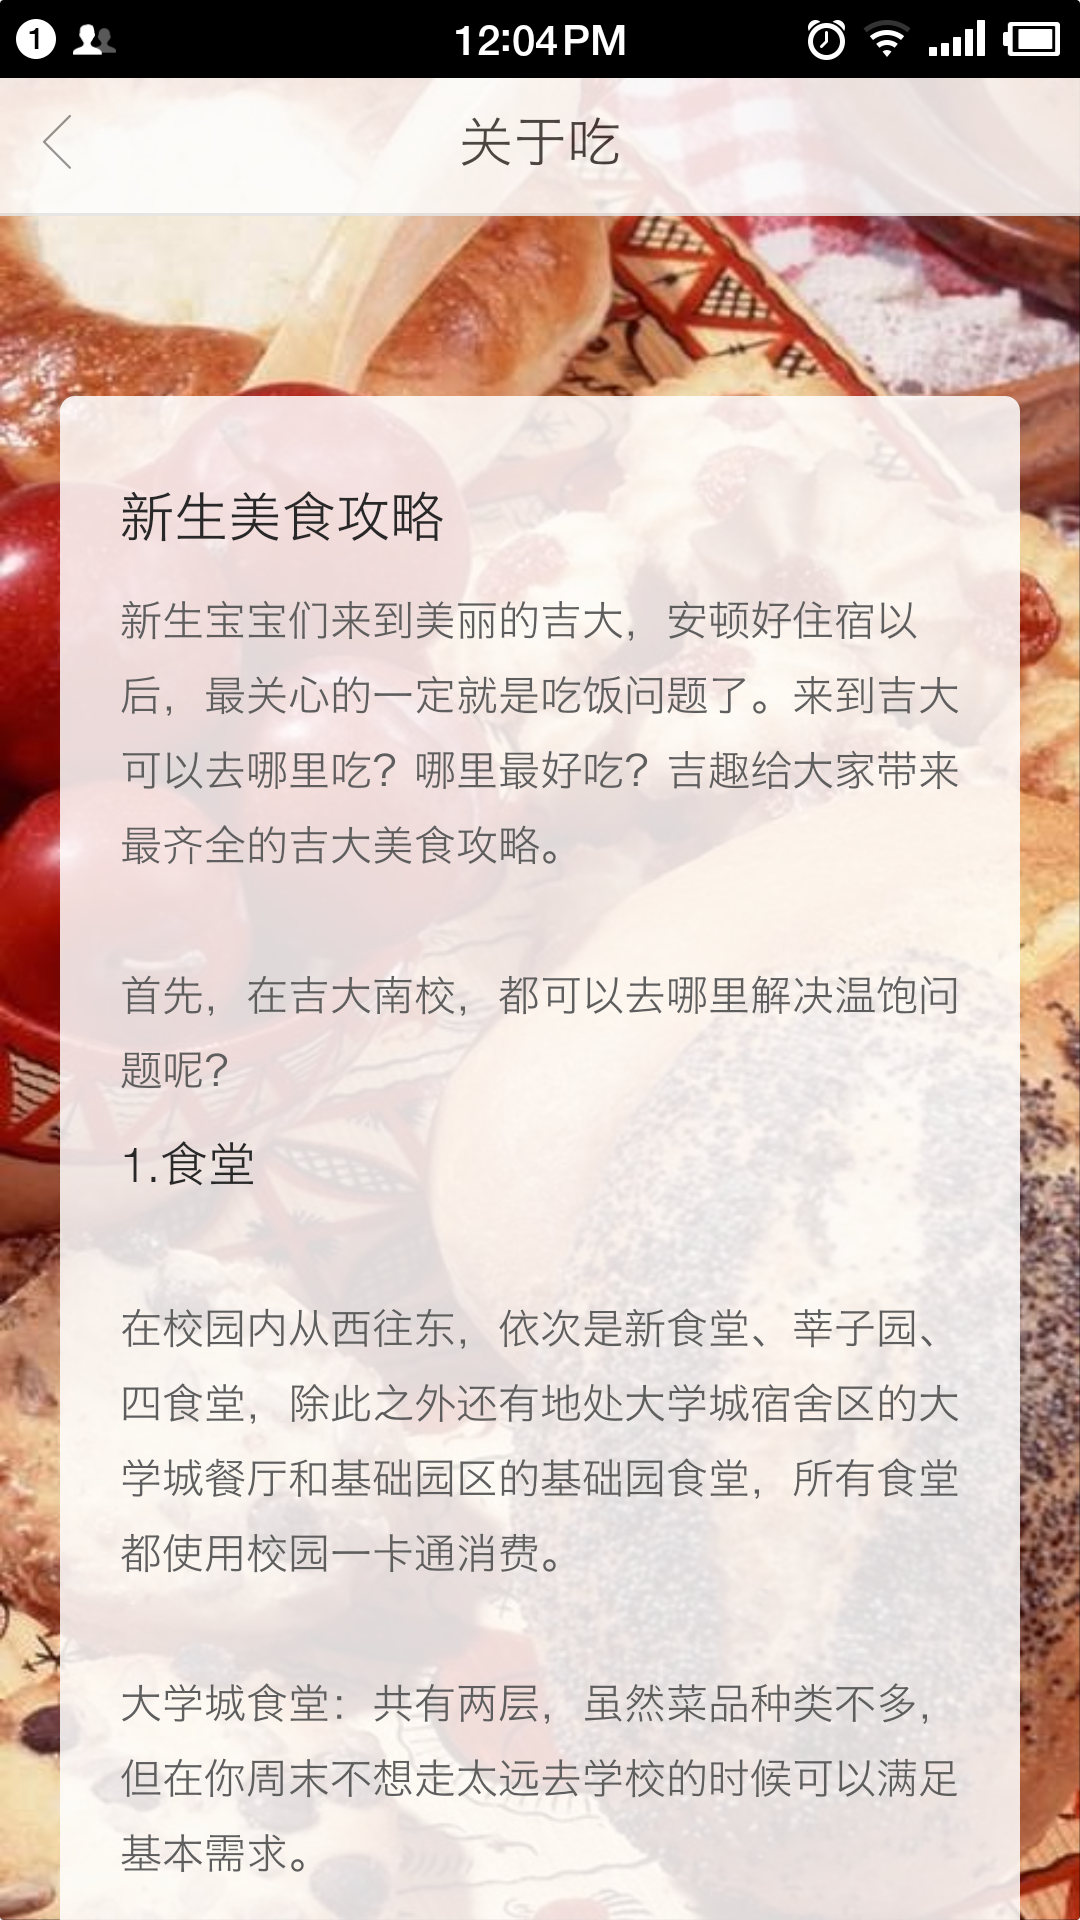 1
12:04PM
关于吃
新生美食攻略
新生宝宝们来到美丽的吉大，安顿好住宿以
后，最关心的一定就是吃饭问题了。来到吉大
可以去哪里吃？哪里最好吃？吉趣给大家带来
最齐全的吉大美食攻略。
首先，在吉大南校，都可以去哪里解决温饱问
题呢？
1.食堂
在校园内从西往东，依次是新食堂、莘子园、
四食堂，除此之外还有地处大学城宿舍区的大
学城餐厅和基础园区的基础园食堂，所有食堂
都使用校园一卡通消费。
大学城食堂：共有两层，虽然菜品种类不多，
但在你周末不想走太远去学校的时候可以满足
基本需求。